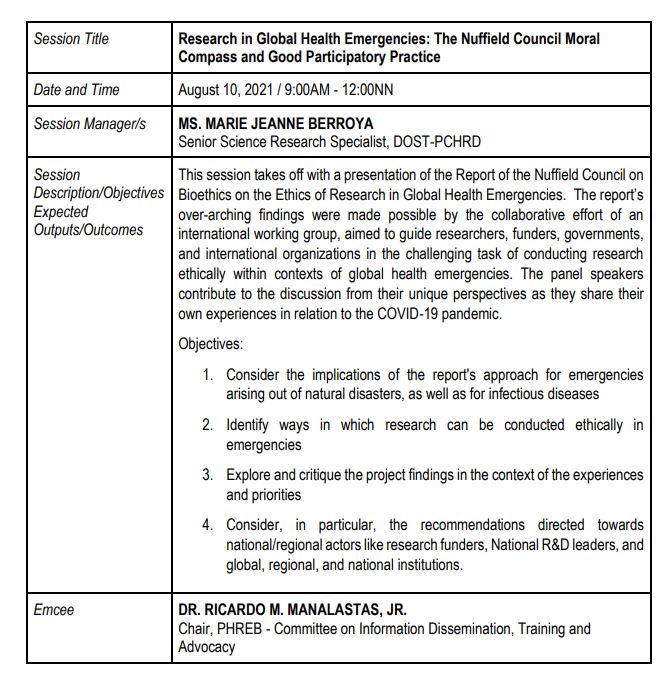 Session Title
Research in Global Health Emergencies: The Nuffield Council Moral
Compass and Good Participatory Practice
Date and Time
August 10, 2021 / 9:00AM - 12:00NN
Session Manager/s
MS. MARIE JEANNE BERROYA
Senior Science Research Specialist, DOST-PCHRD
Session
Description/Objectives
Expected
Outputs/Outcomes
This session takes off with a presentation of the Report of the Nuffield Council on
Bioethics on the Ethics of Research in Global Health Emergencies. The report's
over-arching findings were made possible by the collaborative effort of an
international working group, aimed to guide researchers, funders, governments,
and international organizations in the challenging task of conducting research
ethically within contexts of global health emergencies. The panel speakers
contribute to the discussion from their unique perspectives as they share their
own experiences in relation to the COVID-19 pandemic.
Objectives:
1. Consider the implications of the report's approach for emergencies
arising out of natural disasters, as well as for infectious diseases
2. Identify ways in which research can be conducted ethically in
emergencies
3. Explore and critique the project findings in the context of the experiences
and priorities
4. Consider, in particular, the recommendations directed towards
national/regional actors like research funders, National R&D leaders, and
global, regional, and national institutions.
Emcee
DR. RICARDO M. MANALASTAS, JR.
Chair, PHREB - Committee on Information Dissemination, Training and
Advocacy